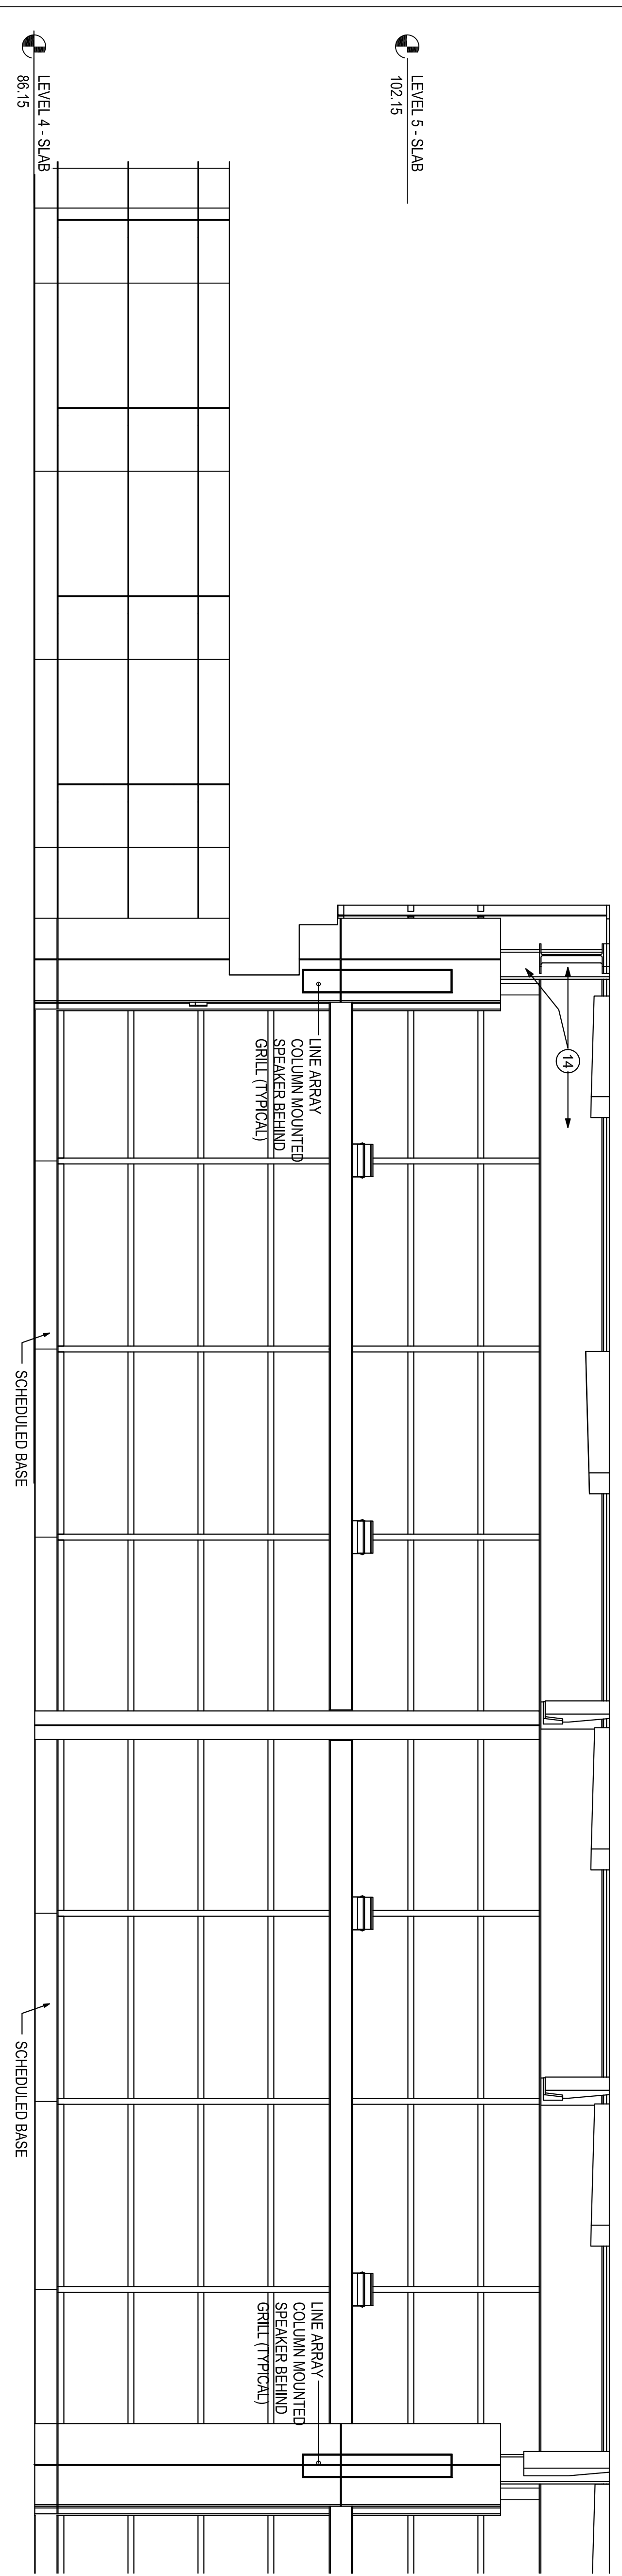 LEVEL 5 - SLAB
102.15
LEVEL 4 - SLAB
86.15
14
LINE ARRAY
COLUMN MOUNTED
SPEAKER BEHIND
GRILL (TYPICAL)
SCHEDULED BASE
SCHEDULED BASE
LINE ARRAY
COLUMN MOUNTED
SPEAKER BEHIND
GRILL (TYPICAL)